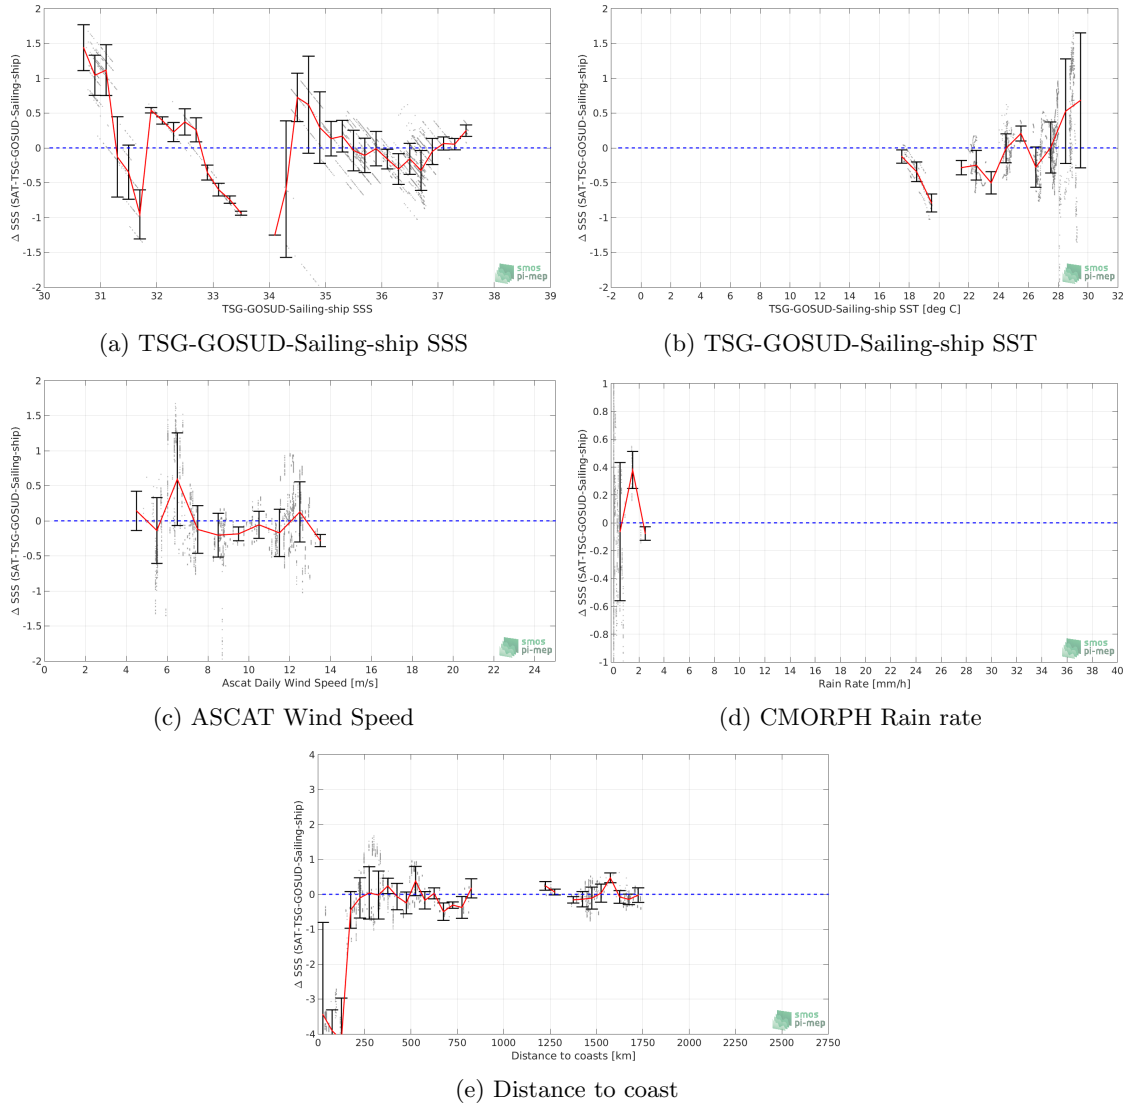 Δ SSS (SAT-TSG-GOSUD-Sailing-ship)
2
1.5
1
0.5
0
-0.5
-1
-1.5
-2
30 31 32 33 34 35 36 37 38 39
TSG-GOSUD-Sailing-ship SSS
smos
pi-mep
(a) TSG-GOSUD-Sailing-ship SSS
Δ SSS (SAT-TSG-GOSUD-Sailing-ship)
2
1.5
1
0.5
0
-0.5
-1
-1.5
-2
-2 0 2 4 6 8 10 12 14 16 18 20 22 24 26 28 30 32
TSG-GOSUD-Sailing-ship SST [deg C]
smos
pi-mep
(b) TSG-GOSUD-Sailing-ship SST
Δ SSS (SAT-TSG-GOSUD-Sailing-ship)
2
1.5
1
0.5
0
-0.5
-1
-1.5
-2
0 2 4 6 8 10 12 14 16 18 20 22 24
Ascat Daily Wind Speed [m/s]
smos
pi-mep
(c) ASCAT Wind Speed
Δ SSS (SAT-TSG-GOSUD-Sailing-ship)
1
0.8
0.6
0.4
0.2
0
-0.2
-0.4
-0.6
-0.8
-1
0 2 4 6 8 10 12 14 16 18 20 22 24 26 28 30 32 34 36 38 40
Rain Rate [mm/h]
smos
pi-mep
(d) CMORPH Rain rate
Δ SSS (SAT-TSG-GOSUD-Sailing-ship)
4
3
2
1
0
-1
-2
-3
-4
0 250 500 750 1000 1250 1500 1750 2000 2250 2500 2750
Distance to coasts [km]
smos
pi-mep
(e) Distance to coast